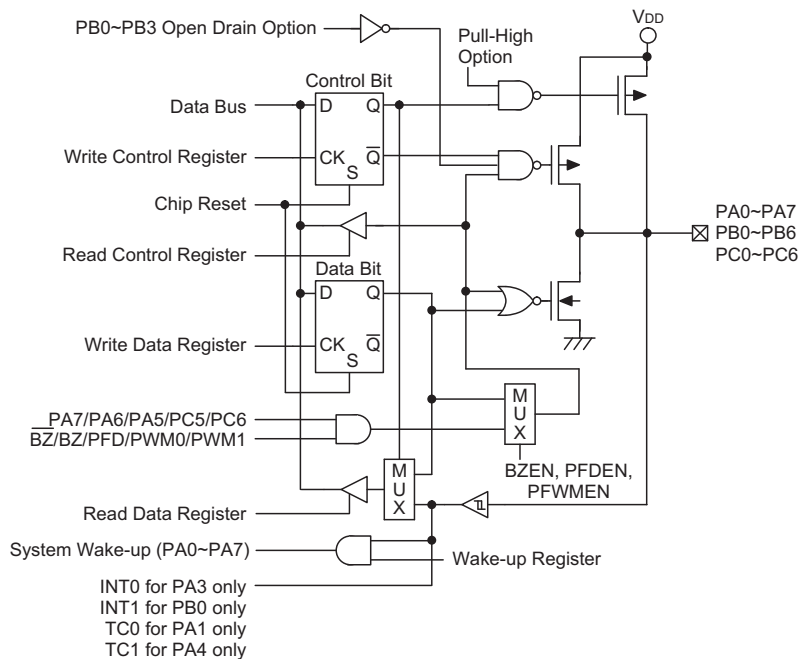 PB0~PB3 Open Drain Option
VDD
Pull-High
Option
Control Bit
Data Bus
D Q
Write Control Register
CK Q̅
S
Chip Reset
Read Control Register
PA0~PA7
PB0~PB6
PC0~PC6
Data Bit
D Q
Write Data Register
CK Q̅
S
PA7/PA6/PA5/PC5/PC6
B̅Z̅/BZ/PFD/PWM0/PWM1
M
U
X
BZEN, PFDEN,
PFWMEN
M
U
X
Read Data Register
System Wake-up (PA0~PA7)
Wake-up Register
INT0 for PA3 only
INT1 for PB0 only
TC0 for PA1 only
TC1 for PA4 only